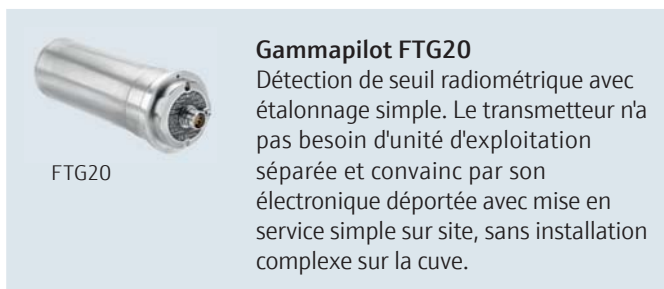 Gammapilot FTG20
Détection de seuil radiométrique avec
étalonnage simple. Le transmetteur n'a
pas besoin d'unité d'exploitation
séparée et convainc par son
électronique déportée avec mise en
service simple sur site, sans installation
complexe sur la cuve.
FTG20